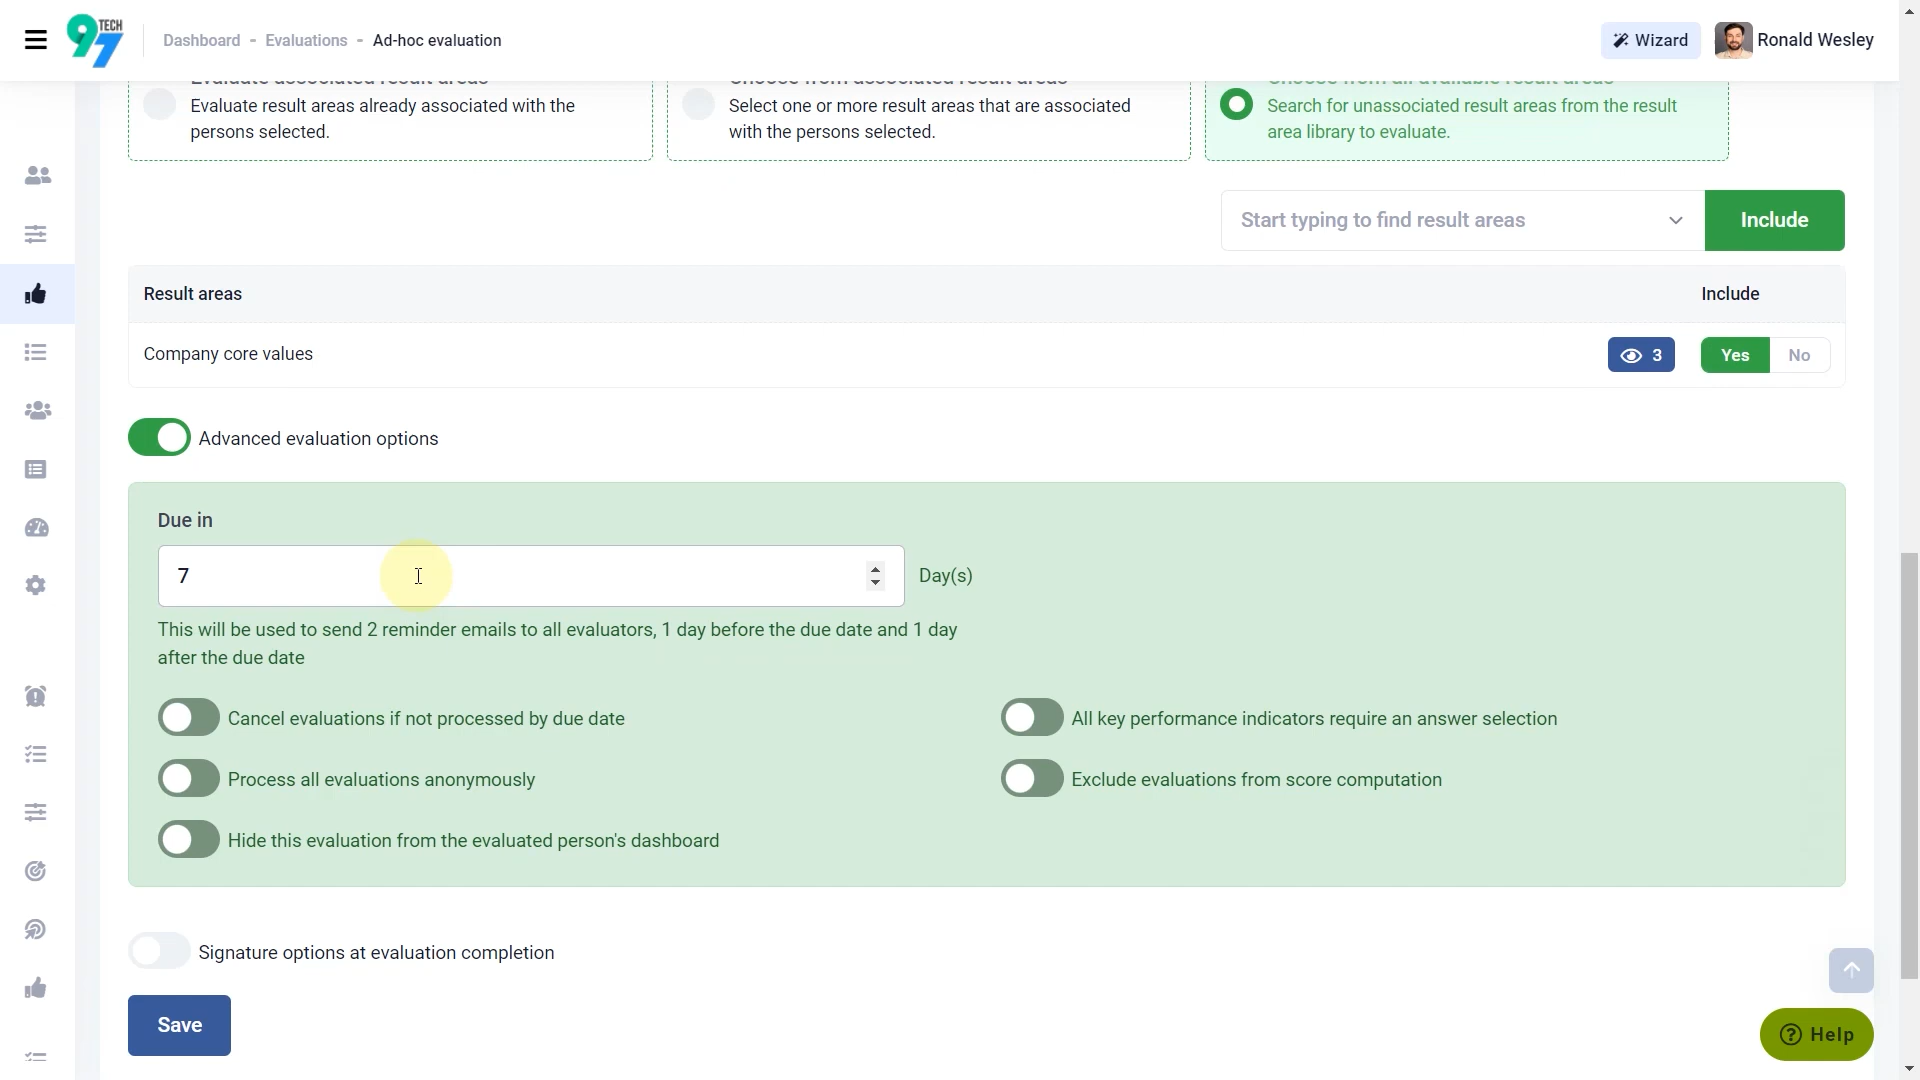 TECH
97
Dashboard - Evaluations - Ad-hoc evaluation
Wizard
Ronald Wesley
Evaluate associated result areas
Evaluate result areas already associated with the
persons selected.
Choose from associated result areas
Select one or more result areas that are associated
with the persons selected.
Choose from all available result areas
Search for unassociated result areas from the result
area library to evaluate.
Start typing to find result areas
Include
Result areas
Include
Company core values
3
Yes
No
Advanced evaluation options
Due in
7
Day(s)
This will be used to send 2 reminder emails to all evaluators, 1 day before the due date and 1 day
after the due date
Cancel evaluations if not processed by due date
All key performance indicators require an answer selection
Process all evaluations anonymously
Exclude evaluations from score computation
Hide this evaluation from the evaluated person's dashboard
Signature options at evaluation completion
Save
Help